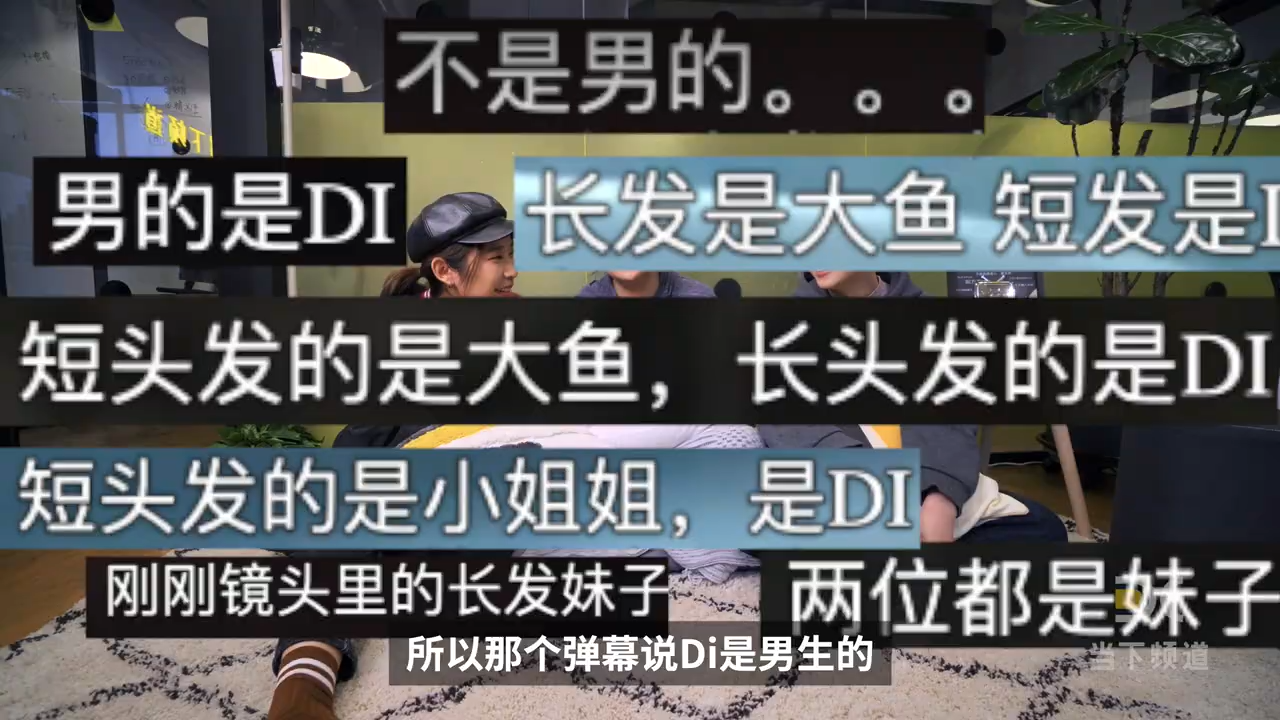 不是男的。。。
男的是DI
长发是大鱼 短发是
短头发的是大鱼, 长头发的是DI
短头发的是小姐姐, 是DI
刚刚镜头里的长发妹子
两位都是妹子
所以那个弹幕说Di是男生的
当下频道
下频道